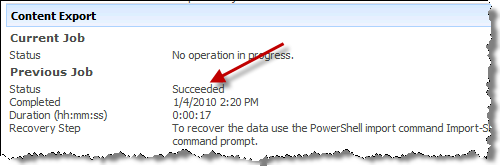 Content Export
Current Job
Status No operation in progress.
Previous Job
Status Succeeded
Completed 1/4/2010 2:20 PM
Duration (hh:mm:ss) 0:00:17
Recovery Step To recover the data use the PowerShell import command
command prompt.